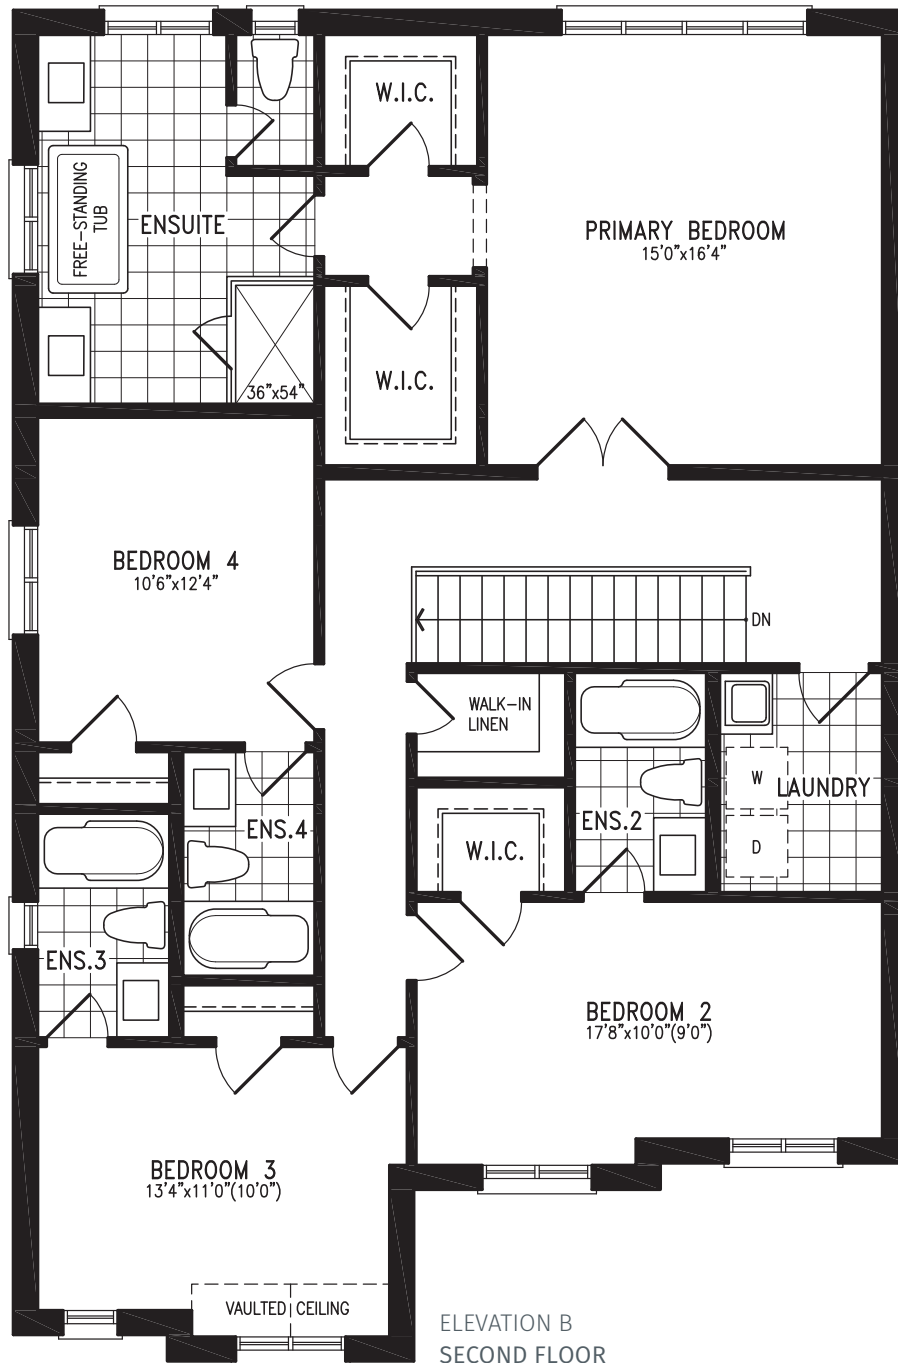 W.I.C.
FREE-STANDING
TUB
ENSUITE
PRIMARY BEDROOM
15'0"x16'4"
W.I.C.
36"x54"
BEDROOM 4
10'6"x12'4"
DN
WALK-IN
LINEN
W
LAUNDRY
ENS.4
ENS.2
W.I.C.
D
ENS.3
BEDROOM 2
17'8"x10'0"(9'0")
BEDROOM 3
13'4"x11'0"(10'0")
VAULTED CEILING
ELEVATION B
SECOND FLOOR